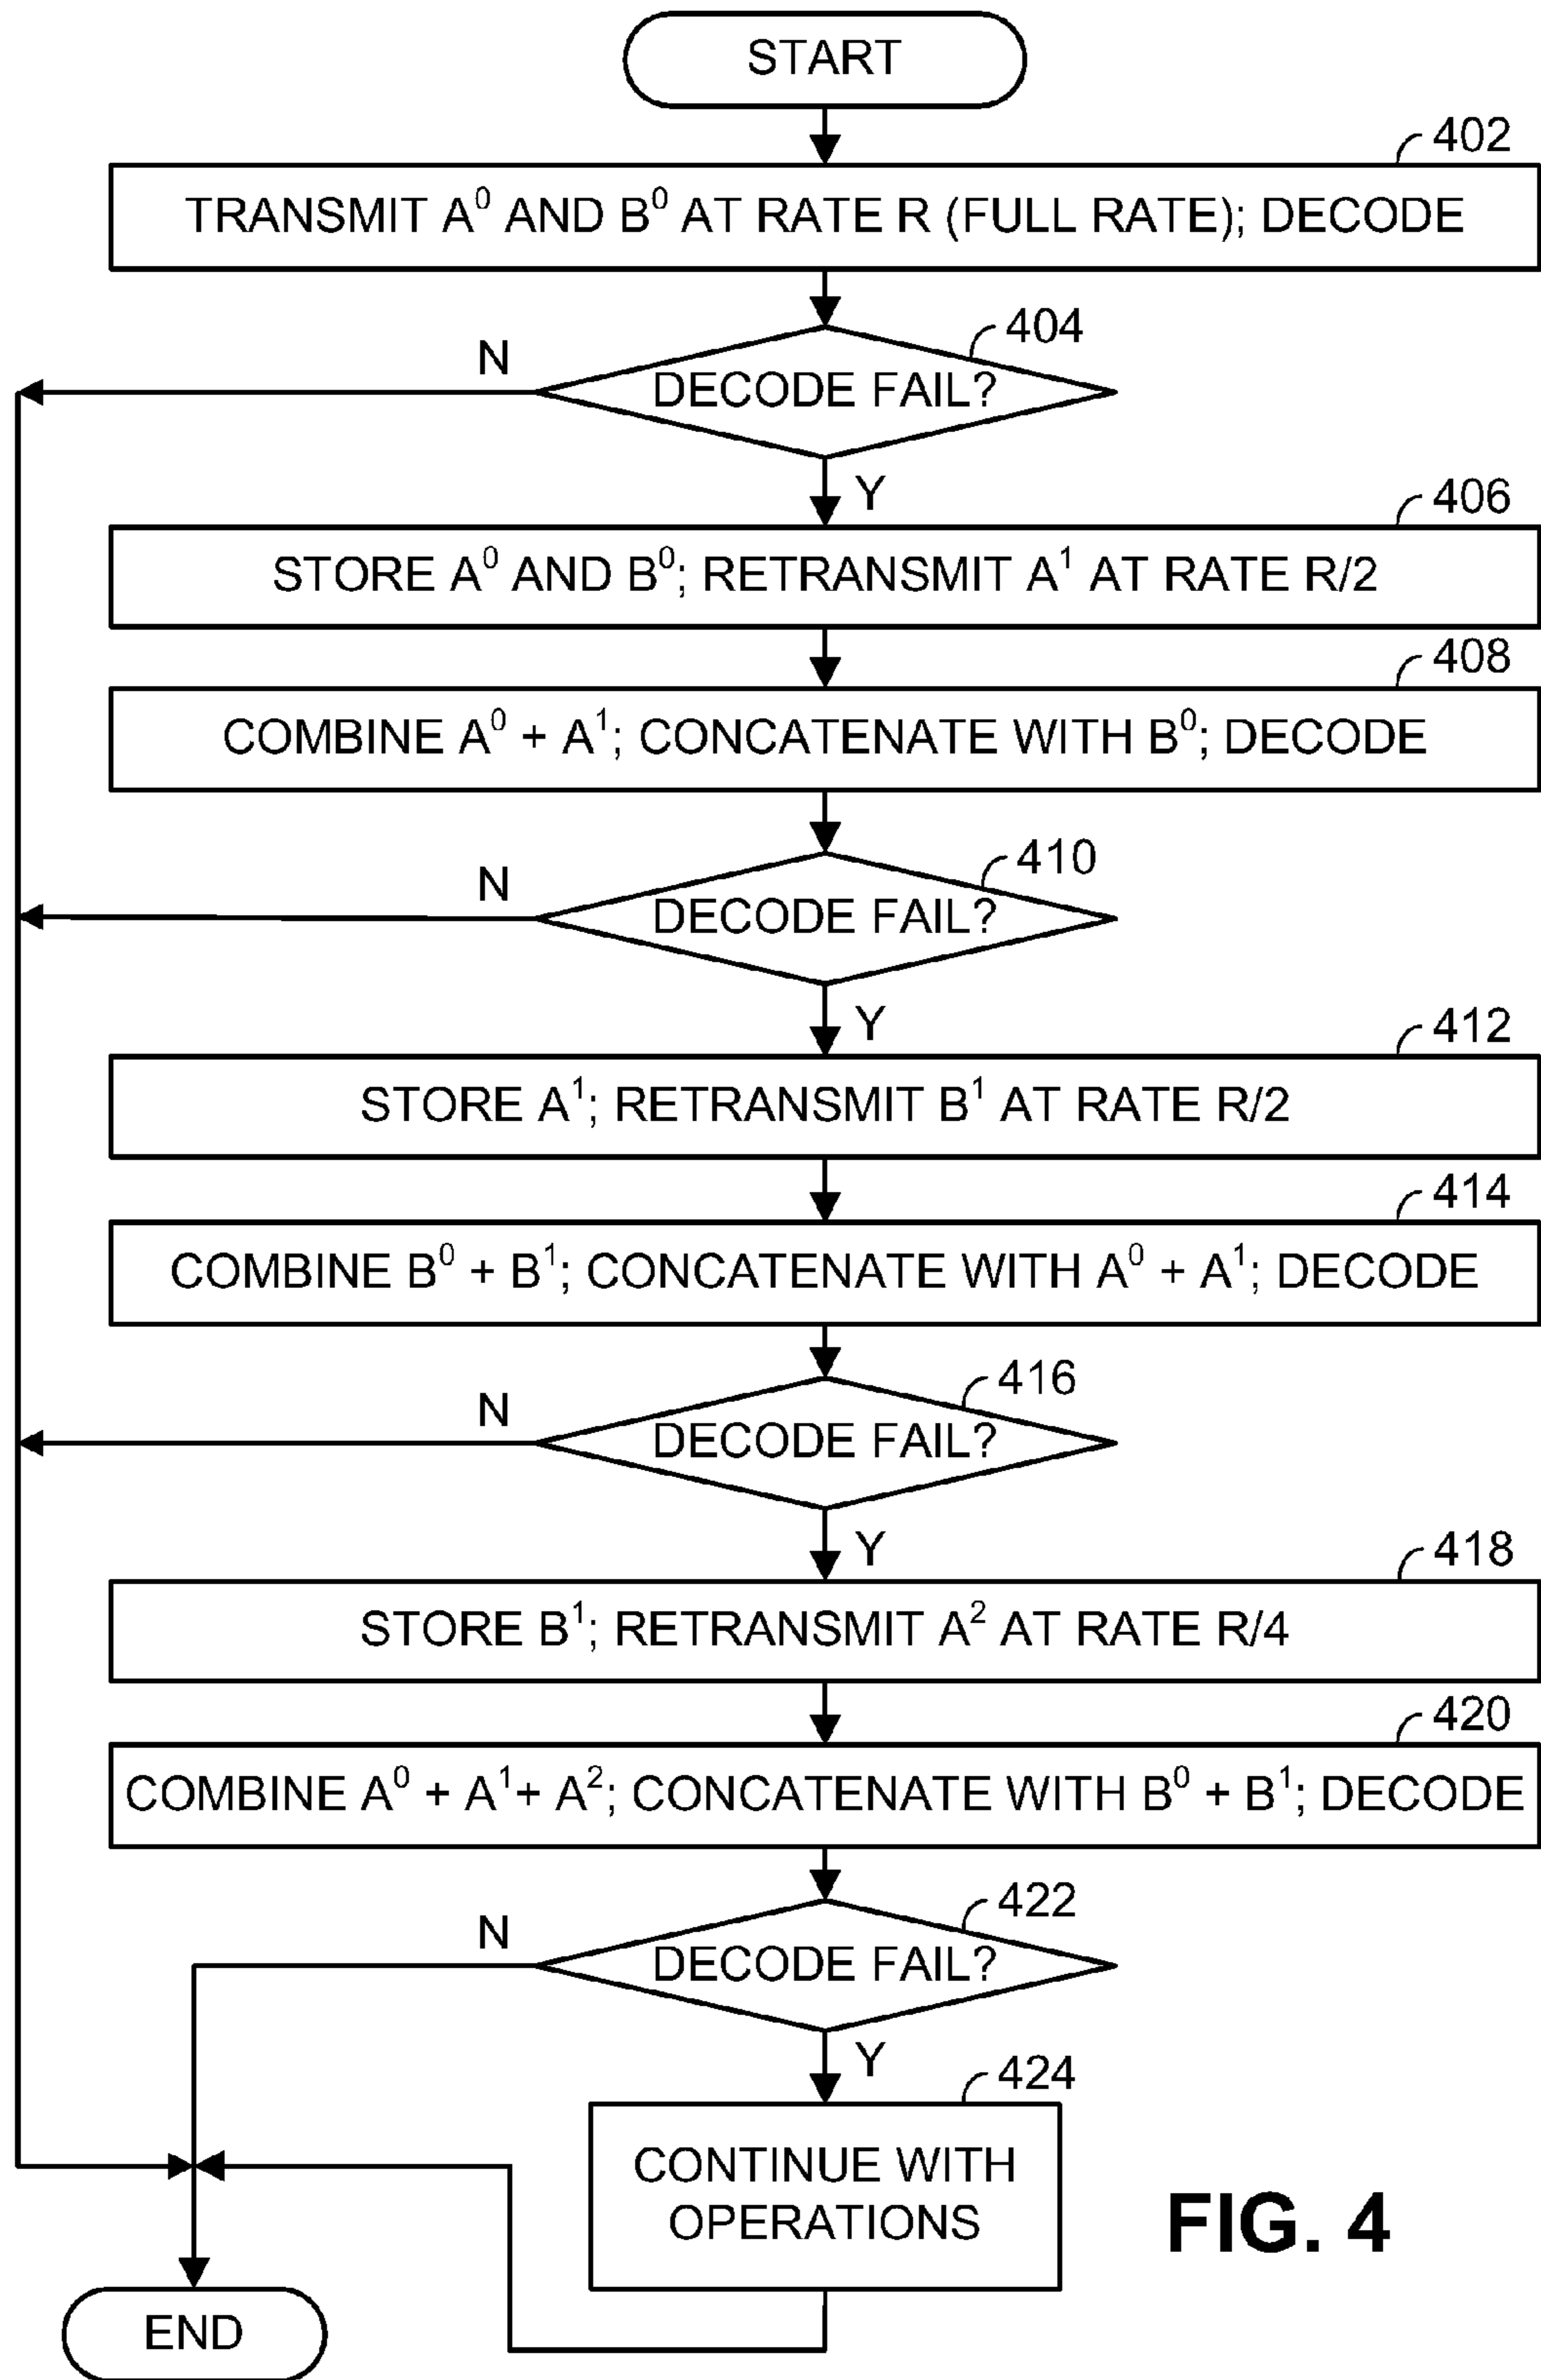 START
402
TRANSMIT A⁰ AND B⁰ AT RATE R (FULL RATE); DECODE
404
N
DECODE FAIL?
Y
406
STORE A⁰ AND B⁰; RETRANSMIT A¹ AT RATE R/2
408
COMBINE A⁰ + A¹; CONCATENATE WITH B⁰; DECODE
410
N
DECODE FAIL?
Y
412
STORE A¹; RETRANSMIT B¹ AT RATE R/2
414
COMBINE B⁰ + B¹; CONCATENATE WITH A⁰ + A¹; DECODE
416
N
DECODE FAIL?
Y
418
STORE B¹; RETRANSMIT A² AT RATE R/4
420
COMBINE A⁰ + A¹+ A²; CONCATENATE WITH B⁰ + B¹; DECODE
422
N
DECODE FAIL?
Y
424
CONTINUE WITH
OPERATIONS
FIG. 4
END